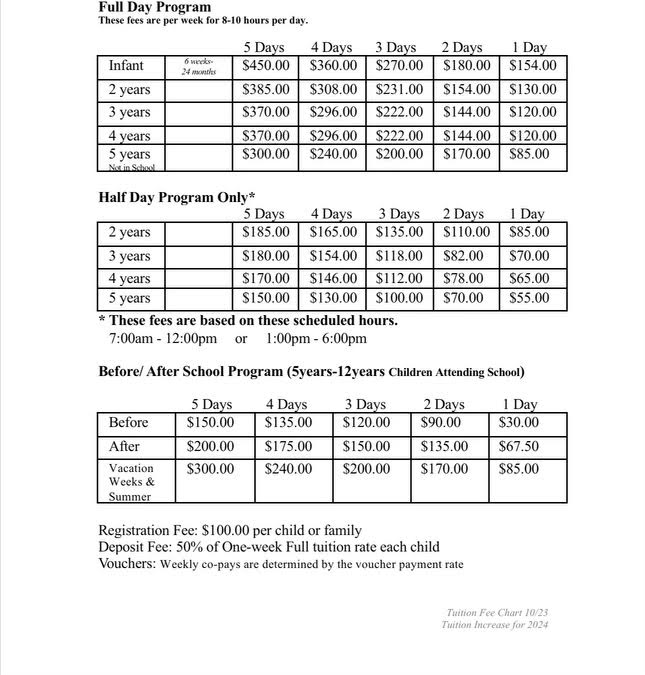 Full Day Program
These fees are per week for 8-10 hours per day.
5 Days 4 Days 3 Days 2 Days 1 Day
Infant 6 weeks- 24 months $450.00 $360.00 $270.00 $180.00 $154.00
2 years $385.00 $308.00 $231.00 $154.00 $130.00
3 years $370.00 $296.00 $222.00 $144.00 $120.00
4 years $370.00 $296.00 $222.00 $144.00 $120.00
5 years $300.00 $240.00 $200.00 $170.00 $85.00
Not in School
Half Day Program Only*
5 Days 4 Days 3 Days 2 Days 1 Day
2 years $185.00 $165.00 $135.00 $110.00 $85.00
3 years $180.00 $154.00 $118.00 $82.00 $70.00
4 years $170.00 $146.00 $112.00 $78.00 $65.00
5 years $150.00 $130.00 $100.00 $70.00 $55.00
* These fees are based on these scheduled hours.
7:00am - 12:00pm or 1:00pm - 6:00pm
Before/ After School Program (5years-12years Children Attending School)
5 Days 4 Days 3 Days 2 Days 1 Day
Before $150.00 $135.00 $120.00 $90.00 $30.00
After $200.00 $175.00 $150.00 $135.00 $67.50
Vacation $300.00 $240.00 $200.00 $170.00 $85.00
Weeks &
Summer
Registration Fee: $100.00 per child or family
Deposit Fee: 50% of One-week Full tuition rate each child
Vouchers: Weekly co-pays are determined by the voucher payment rate
Tuition Fee Chart 10/23
Tuition Increase for 2024